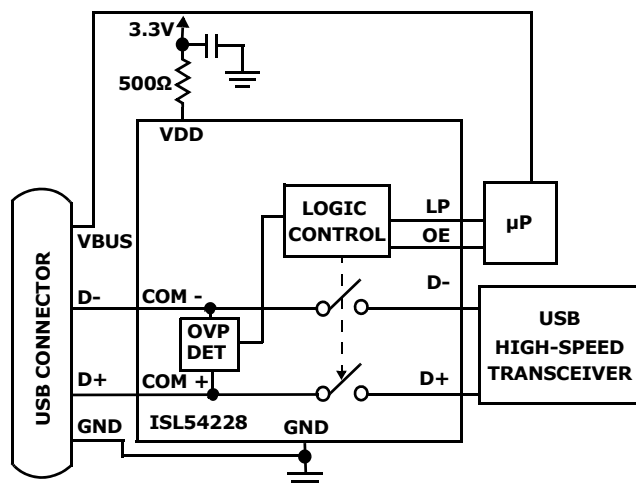 3.3V
500Ω
VDD
LOGIC
CONTROL
LP
OE
µP
USB CONNECTOR
VBUS
D-
COM -
D-
OVP
DET
USB
HIGH-SPEED
TRANSCEIVER
D+
COM +
D+
ISL54228
GND
GND